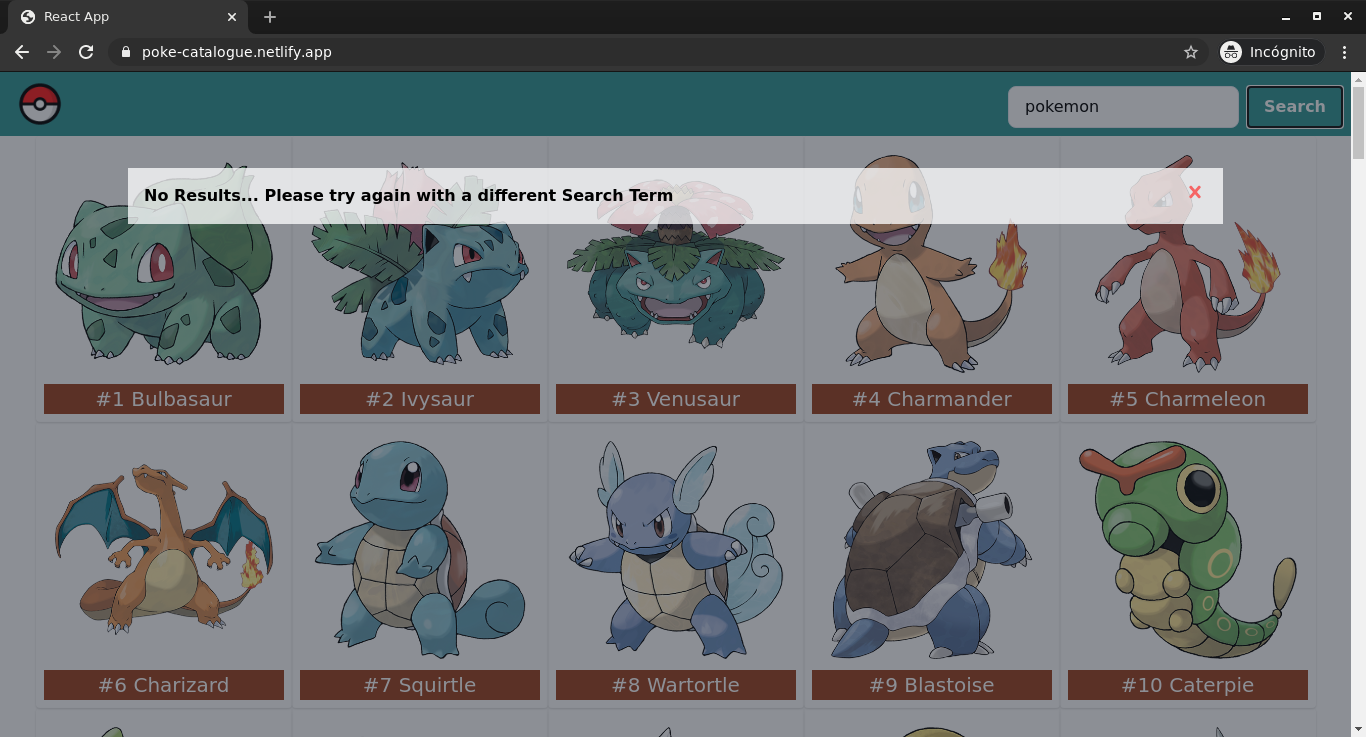 React App
poke-catalogue.netlify.app
Incógnito
pokemon
Search
No Results... Please try again with a different Search Term
#1 Bulbasaur
#2 Ivysaur
#3 Venusaur
#4 Charmander
#5 Charmeleon
#6 Charizard
#7 Squirtle
#8 Wartortle
#9 Blastoise
#10 Caterpie